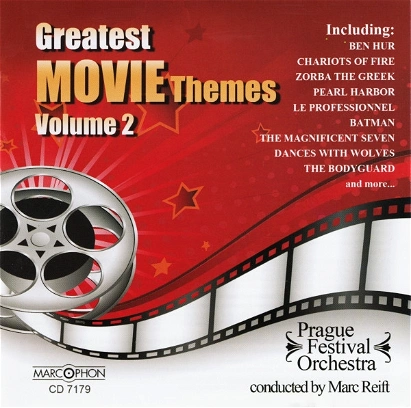 Greatest
MOVIE Themes
Volume 2
Including:
BEN HUR
CHARIOTS OF FIRE
ZORBA THE GREEK
PEARL HARBOR
LE PROFESSIONNEL
BATMAN
THE MAGNIFICENT SEVEN
DANCES WITH WOLVES
THE BODYGUARD
and more...
Prague
Festival
Orchestra
conducted by Marc Reift
MARCOPHON
CD 7179